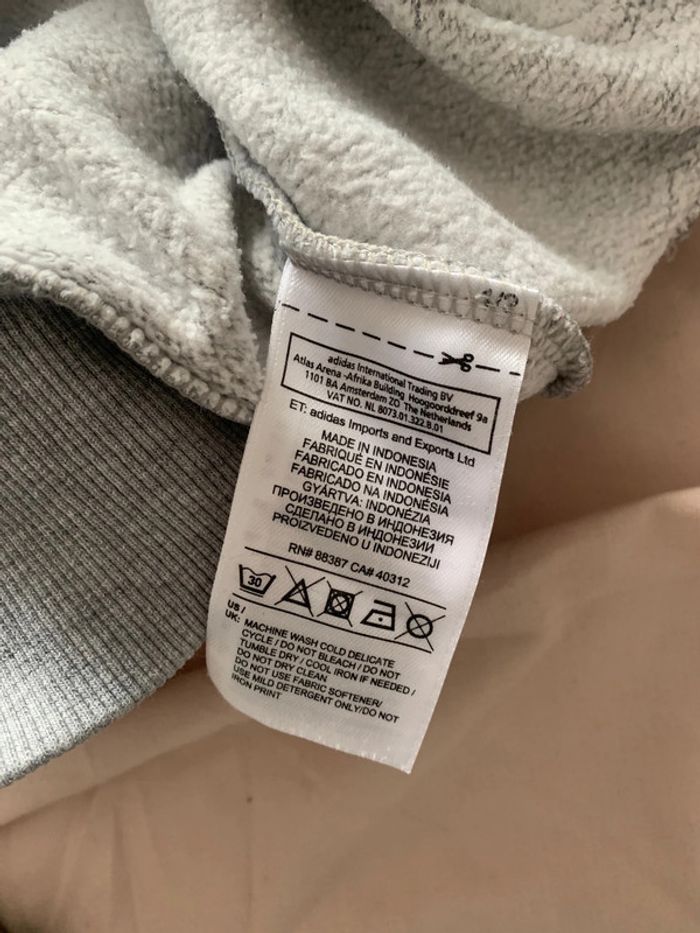 1/9
adidas International Trading BV
Atlas Arena -Afrika Building Hoogoorddreef 9a
1101 BA Amsterdam ZO The Netherlands
VAT NO. NL 8073.01.322.B.01
ET: adidas Imports and Exports Ltd
MADE IN INDONESIA
FABRIQUÉ EN INDONÉSIE
FABRICADO EN INDONESIA
FABRICADO NA INDONÉSIA
GYÁRTVA: INDONÉZIA
ПРОИЗВЕДЕНО В ИНДОНЕЗИЯ
СДЕЛАНО В ИНДОНЕЗИИ
PROIZVEDENO U INDONEZIJI
RN# 88387 CA# 40312
30
US /
UK: MACHINE WASH COLD DELICATE
CYCLE / DO NOT BLEACH / DO NOT
TUMBLE DRY / COOL IRON IF NEEDED /
DO NOT DRY CLEAN
DO NOT USE FABRIC SOFTENER/
USE MILD DETERGENT ONLY/DO NOT
IRON PRINT